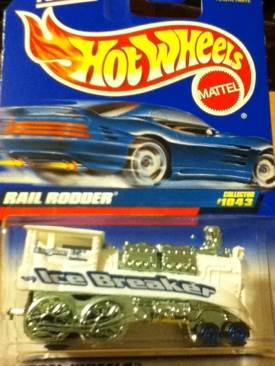 Hot Wheels
MATTEL
RAIL RODDER
COLLECTOR
#1043
Ice Breaker